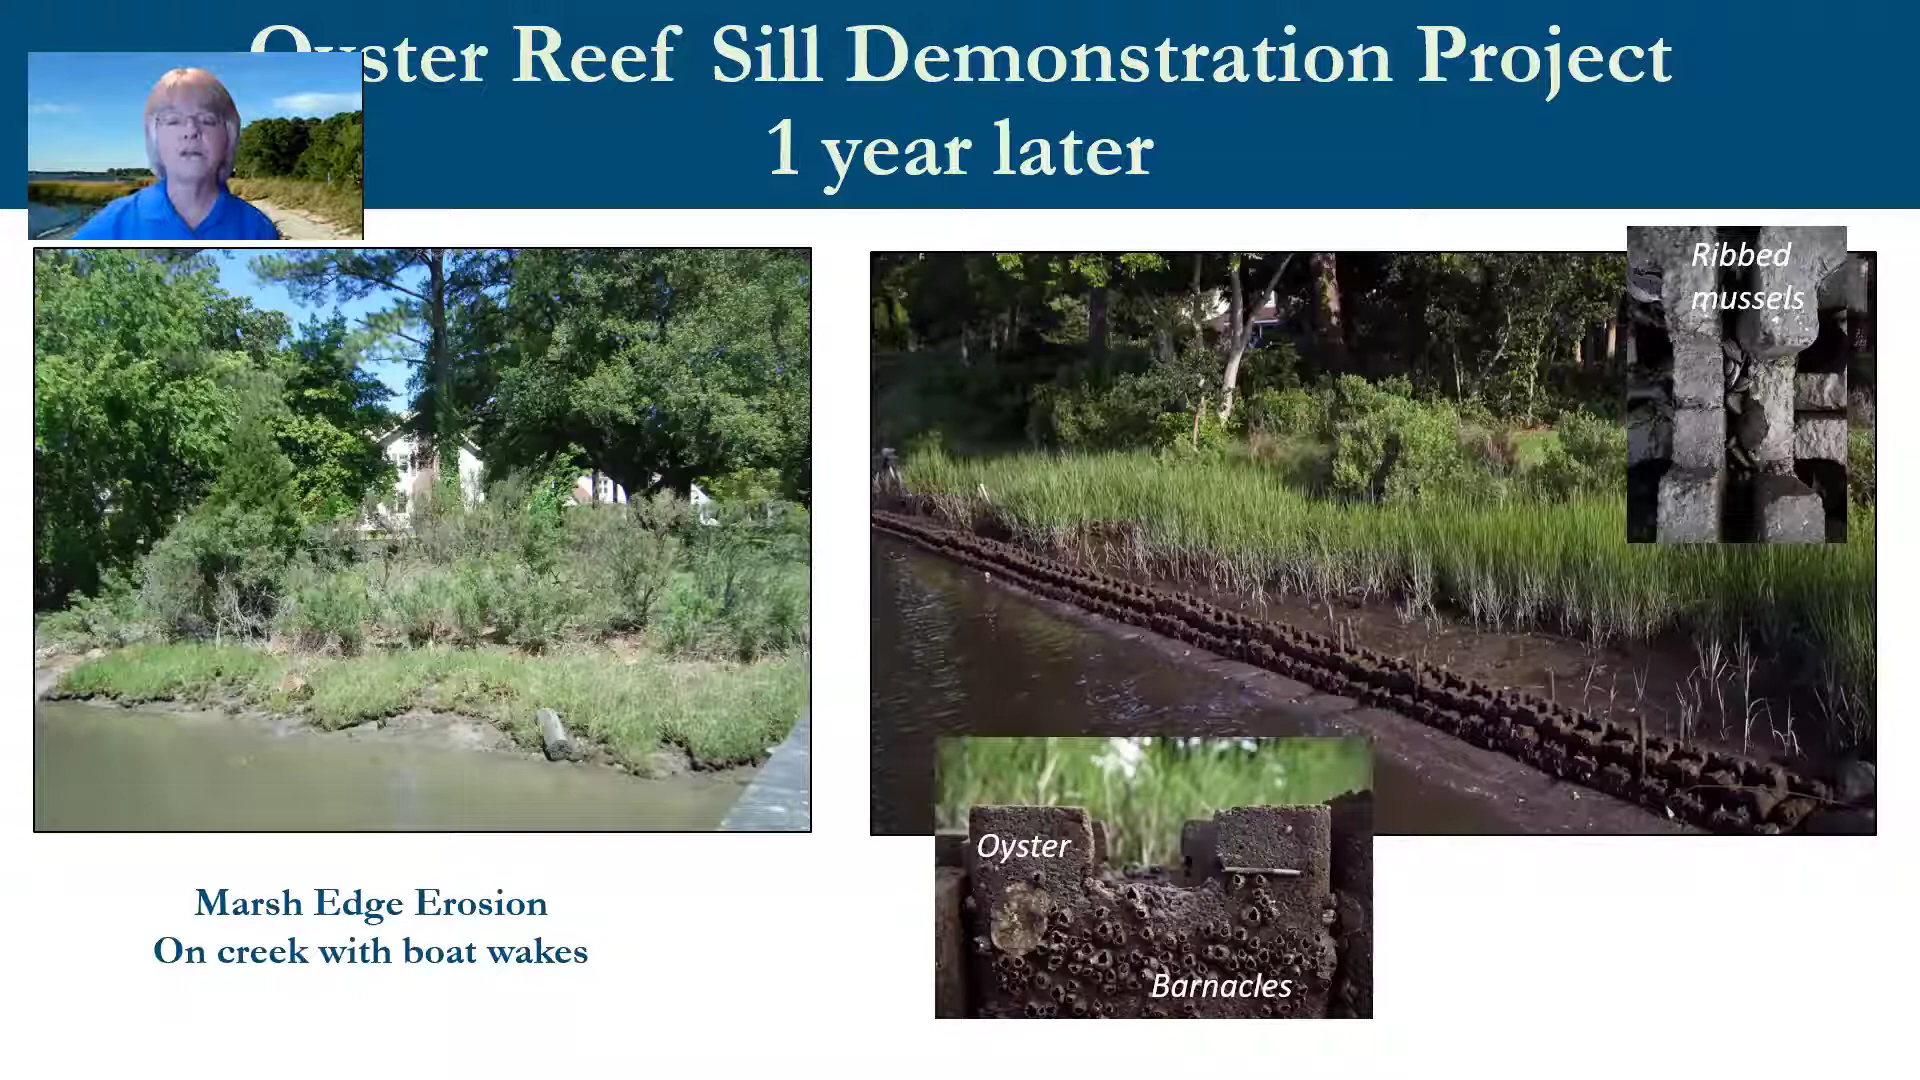 Oyster Reef Sill Demonstration Project
1 year later
Ribbed
mussels
Oyster
Barnacles
Marsh Edge Erosion
On creek with boat wakes